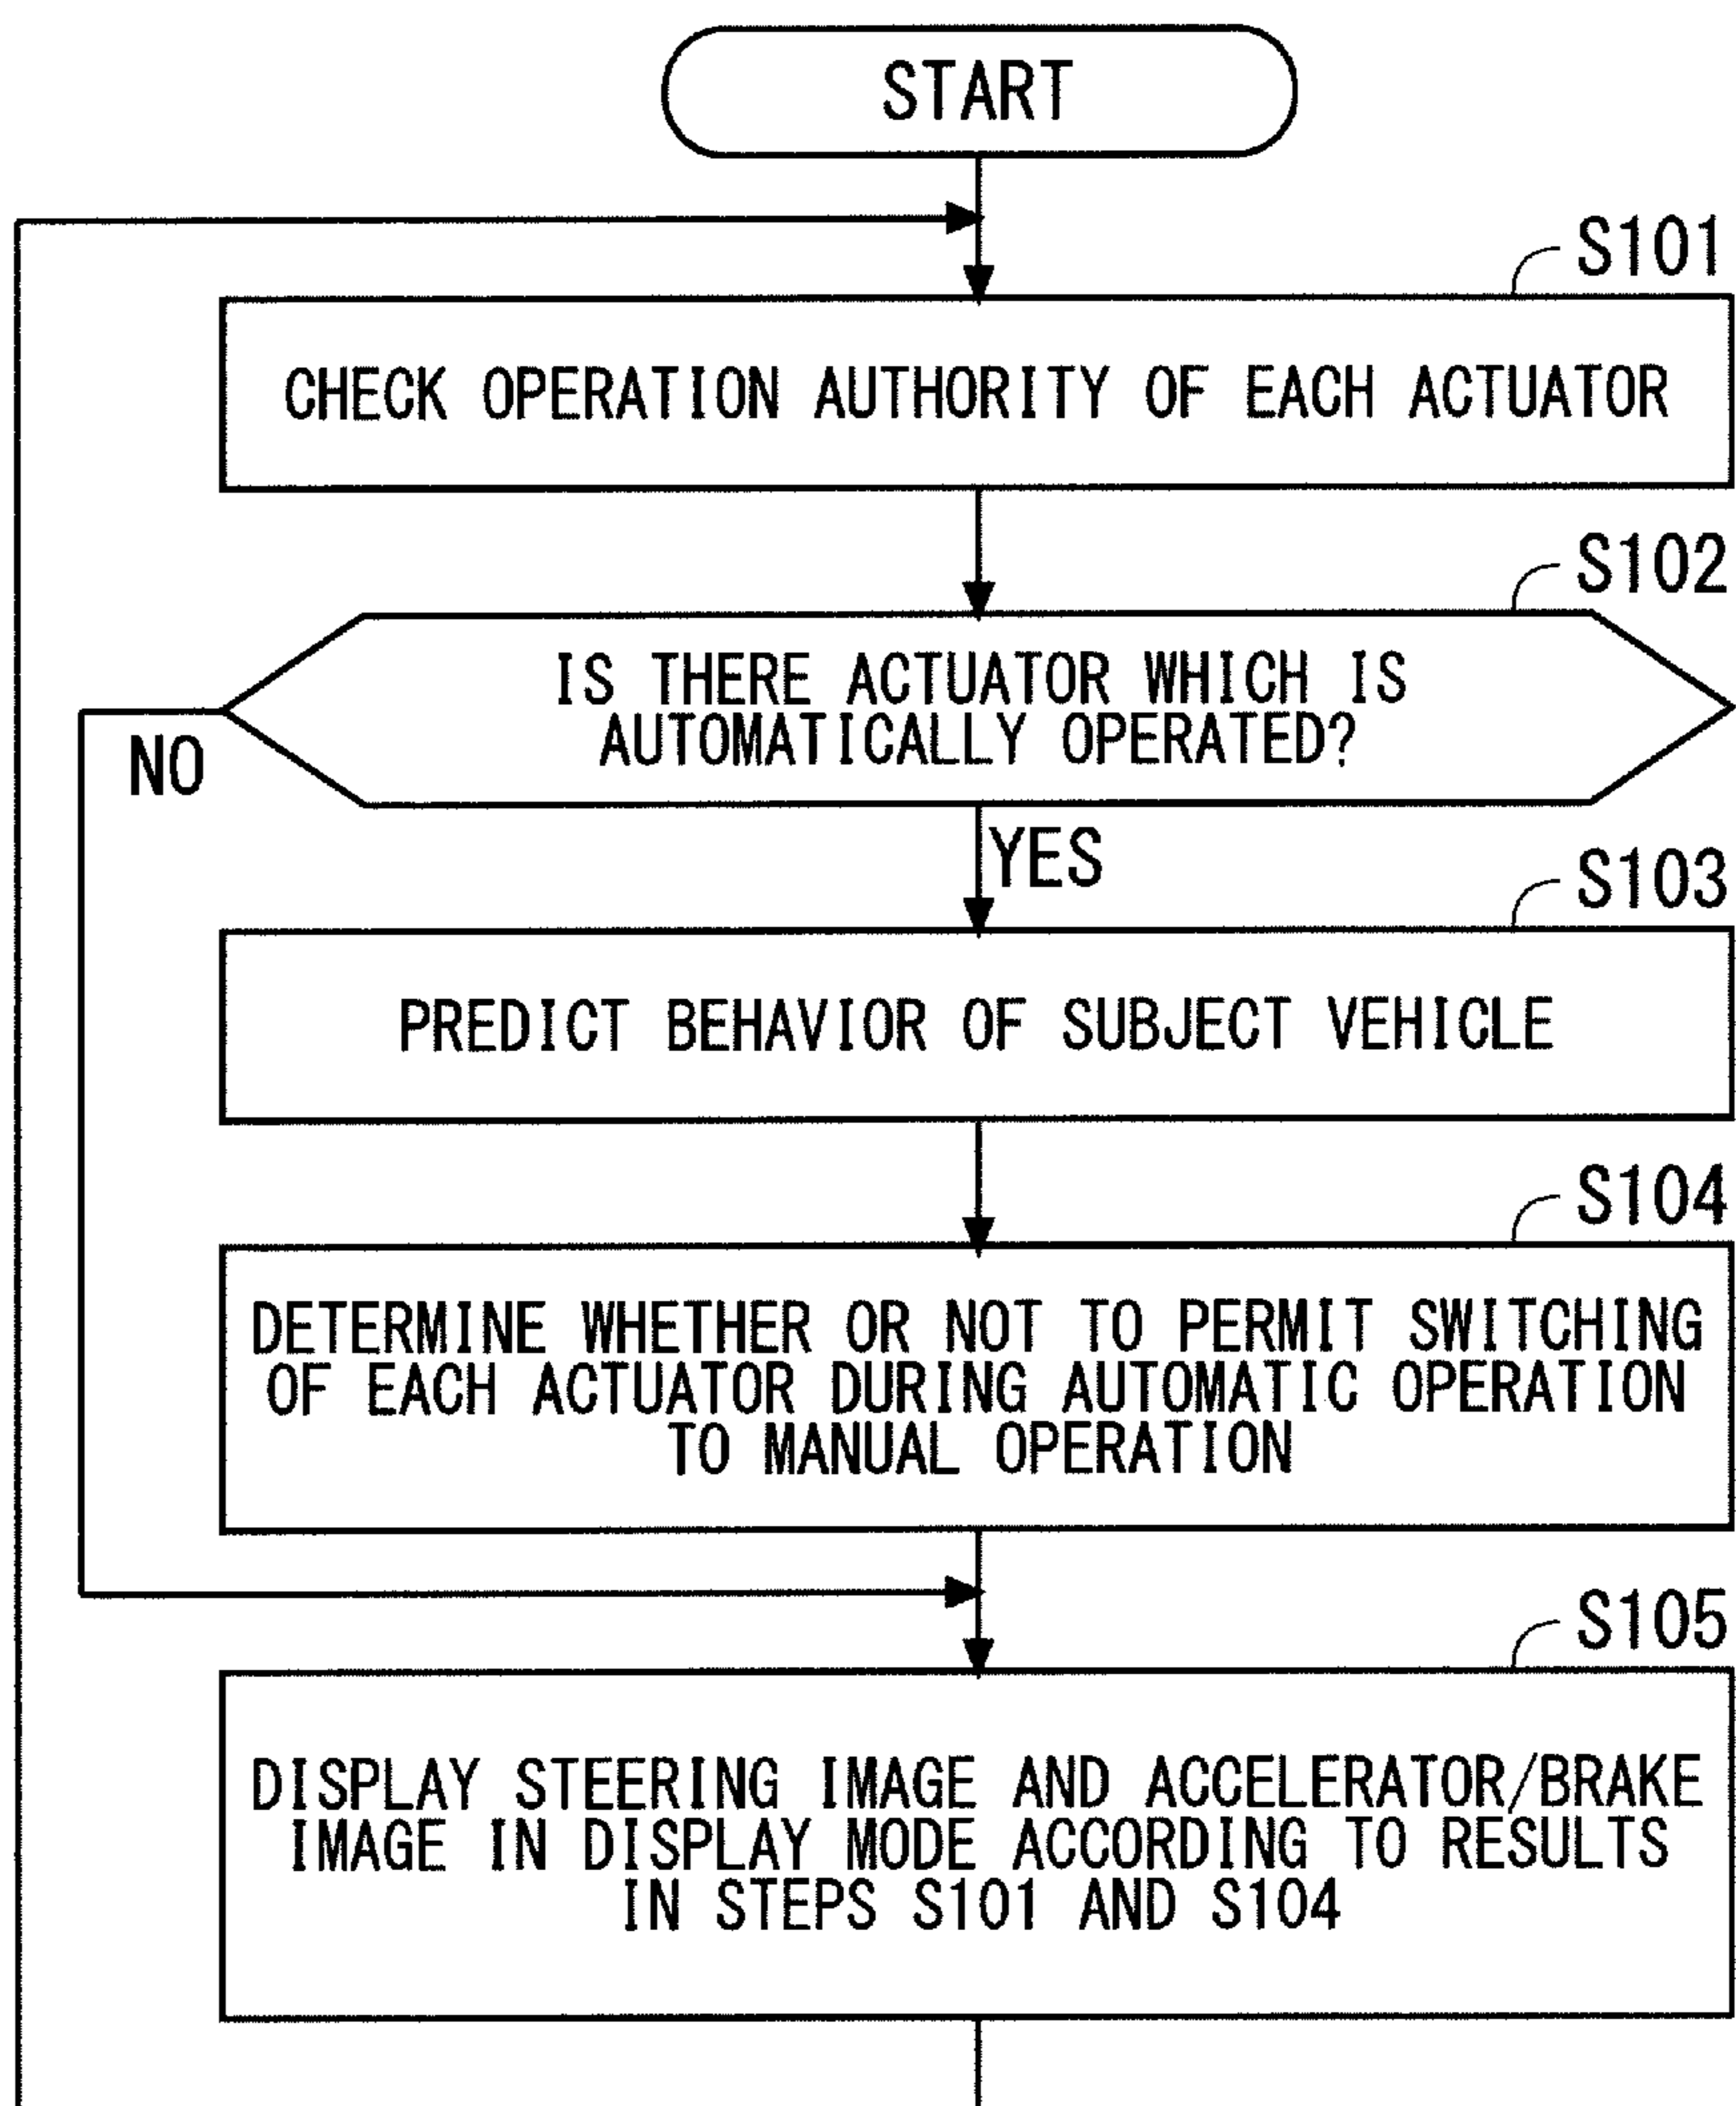 START
S101
CHECK OPERATION AUTHORITY OF EACH ACTUATOR
S102
IS THERE ACTUATOR WHICH IS
AUTOMATICALLY OPERATED?
NO
YES
S103
PREDICT BEHAVIOR OF SUBJECT VEHICLE
S104
DETERMINE WHETHER OR NOT TO PERMIT SWITCHING
OF EACH ACTUATOR DURING AUTOMATIC OPERATION
TO MANUAL OPERATION
S105
DISPLAY STEERING IMAGE AND ACCELERATOR/BRAKE
IMAGE IN DISPLAY MODE ACCORDING TO RESULTS
IN STEPS S101 AND S104